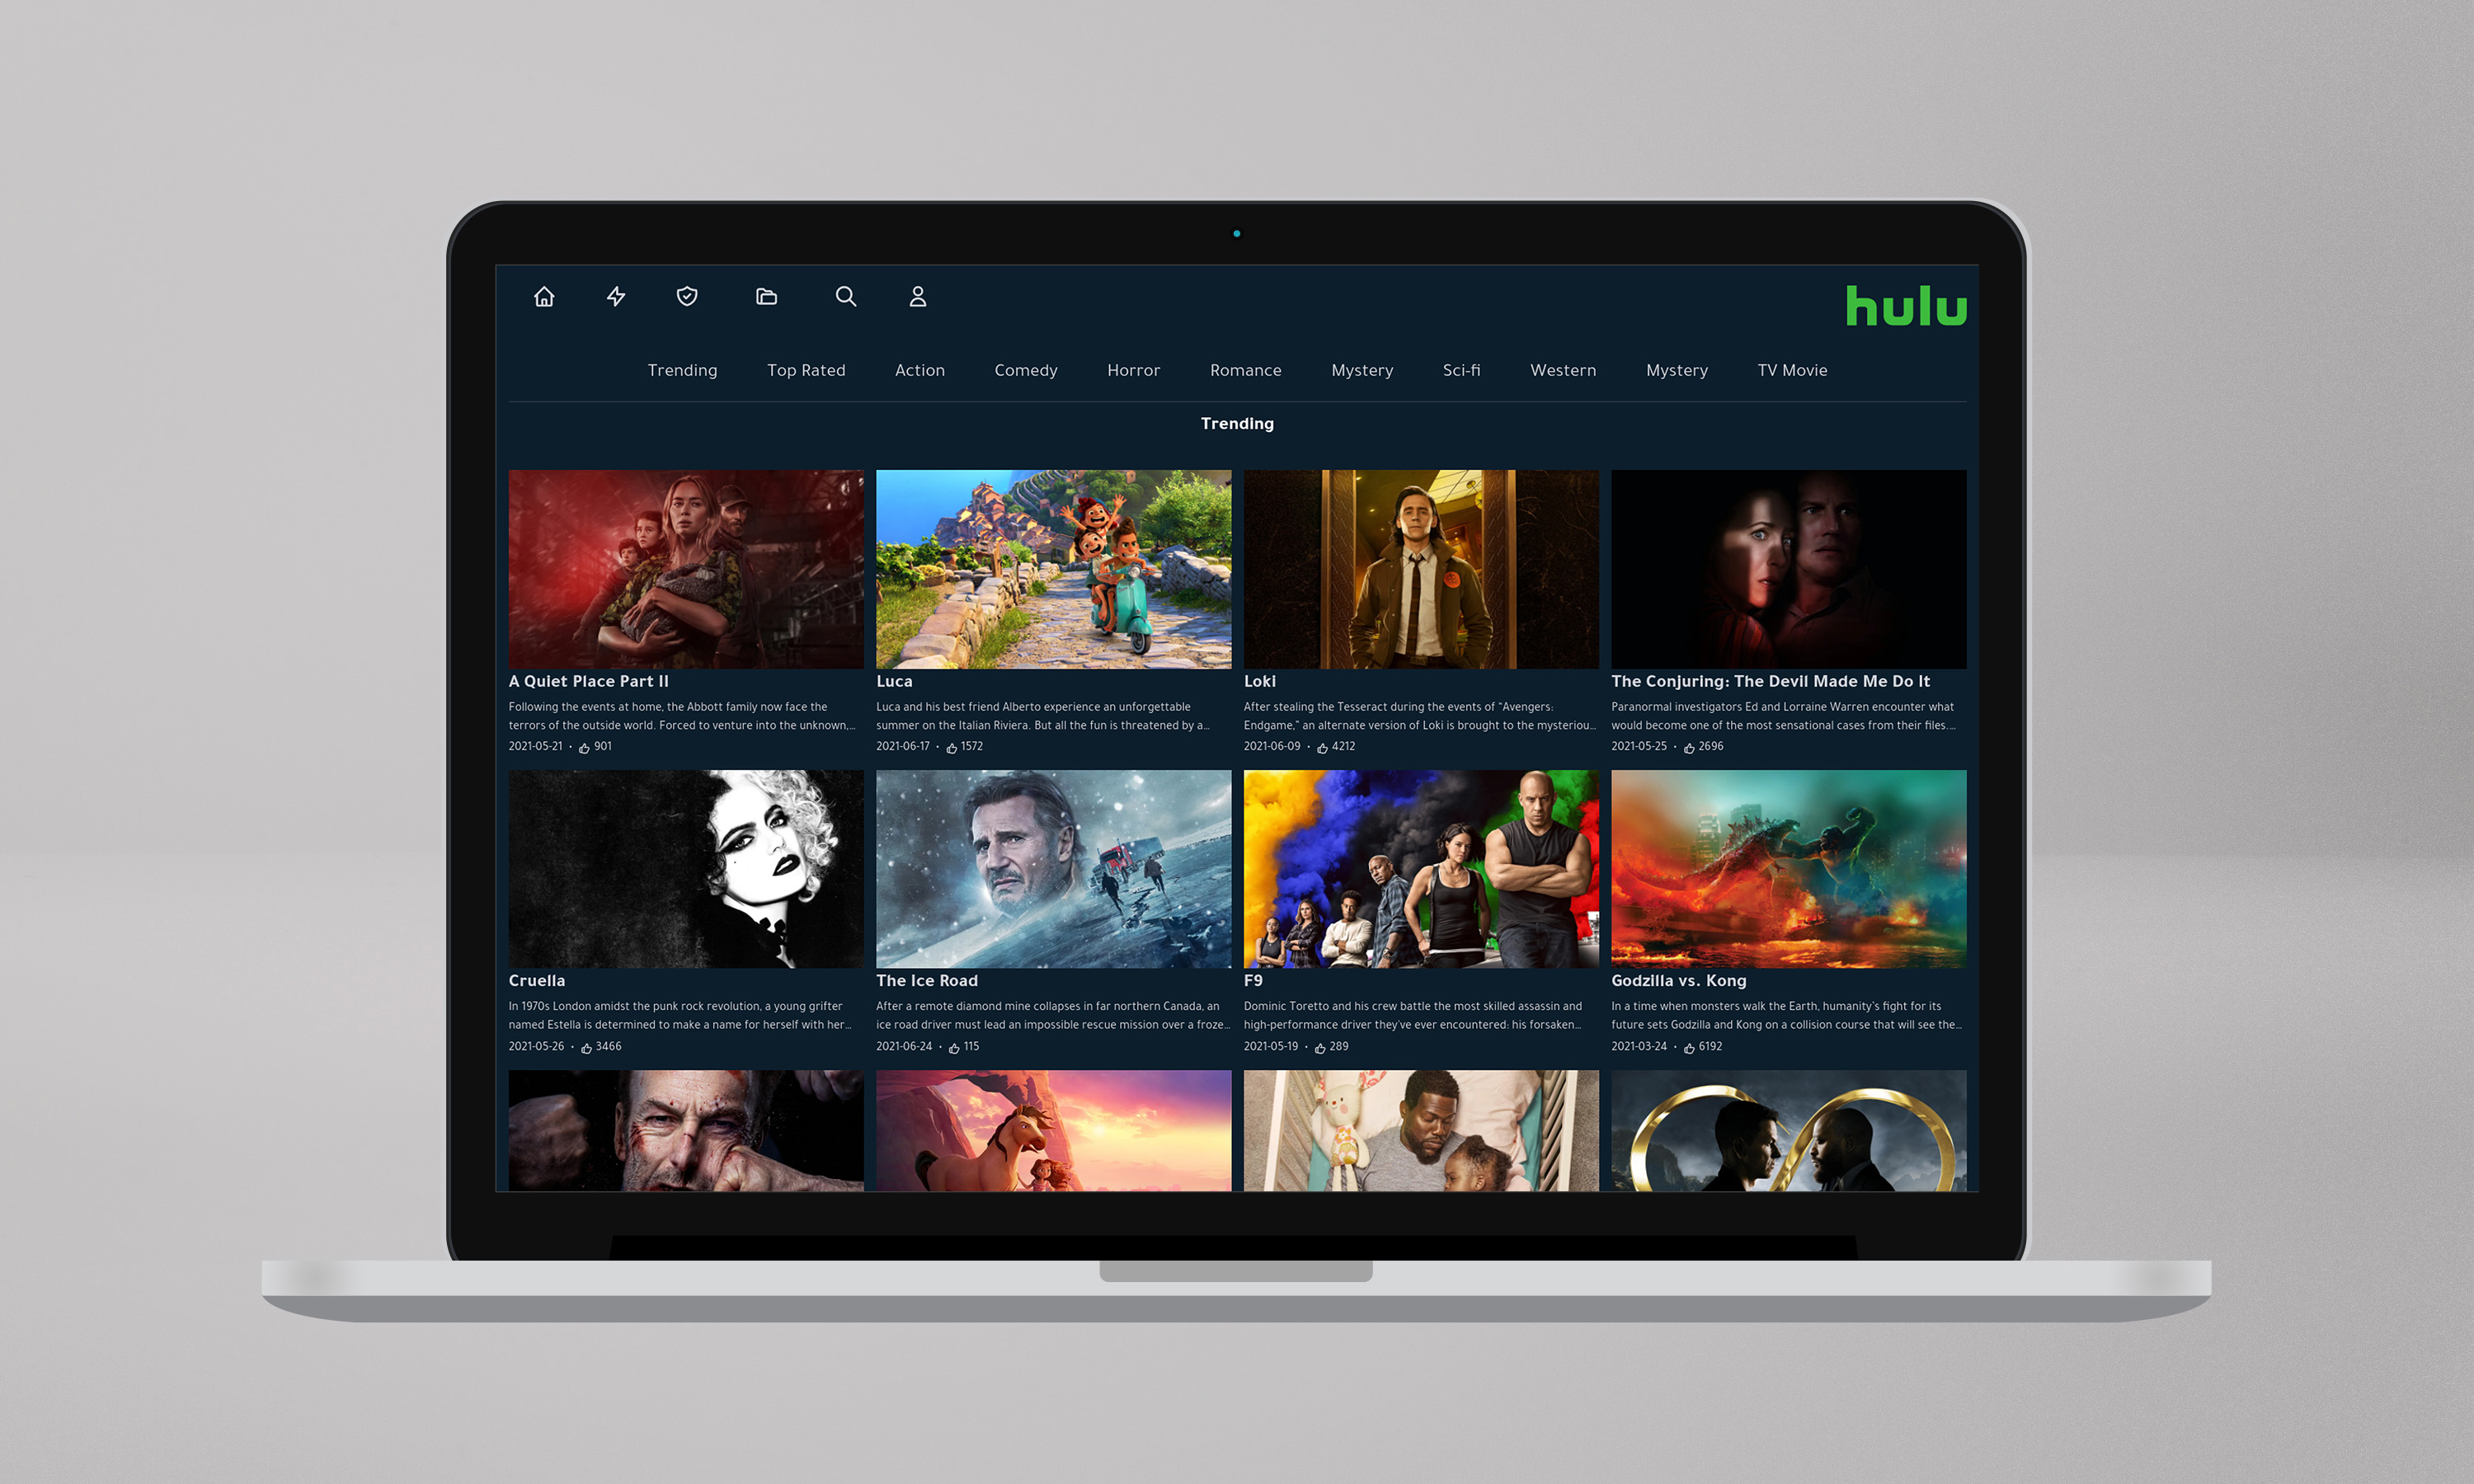 hulu
Trending
Top Rated
Action
Comedy
Horror
Romance
Mystery
Sci-fi
Western
Mystery
TV Movie
Trending
A Quiet Place Part II
Following the events at home, the Abbott family now face the
terrors of the outside world. Forced to venture into the unknown,...
2021-05-21 • 901
Luca
Luca and his best friend Alberto experience an unforgettable
summer on the Italian Riviera. But all the fun is threatened by a...
2021-06-17 • 1572
Loki
After stealing the Tesseract during the events of “Avengers:
Endgame,” an alternate version of Loki is brought to the mysteriou...
2021-06-09 • 4212
The Conjuring: The Devil Made Me Do It
Paranormal investigators Ed and Lorraine Warren encounter what
would become one of the most sensational cases from their files....
2021-05-25 • 2696
Cruella
In 1970s London amidst the punk rock revolution, a young grifter
named Estella is determined to make a name for herself with her...
2021-05-26 • 3466
The Ice Road
After a remote diamond mine collapses in far northern Canada, an
ice road driver must lead an impossible rescue mission over a froze...
2021-06-24 • 115
F9
Dominic Toretto and his crew battle the most skilled assassin and
high-performance driver they've ever encountered: his forsaken...
2021-05-19 • 289
Godzilla vs. Kong
In a time when monsters walk the Earth, humanity's fight for its
future sets Godzilla and Kong on a collision course that will see the...
2021-03-24 • 6192